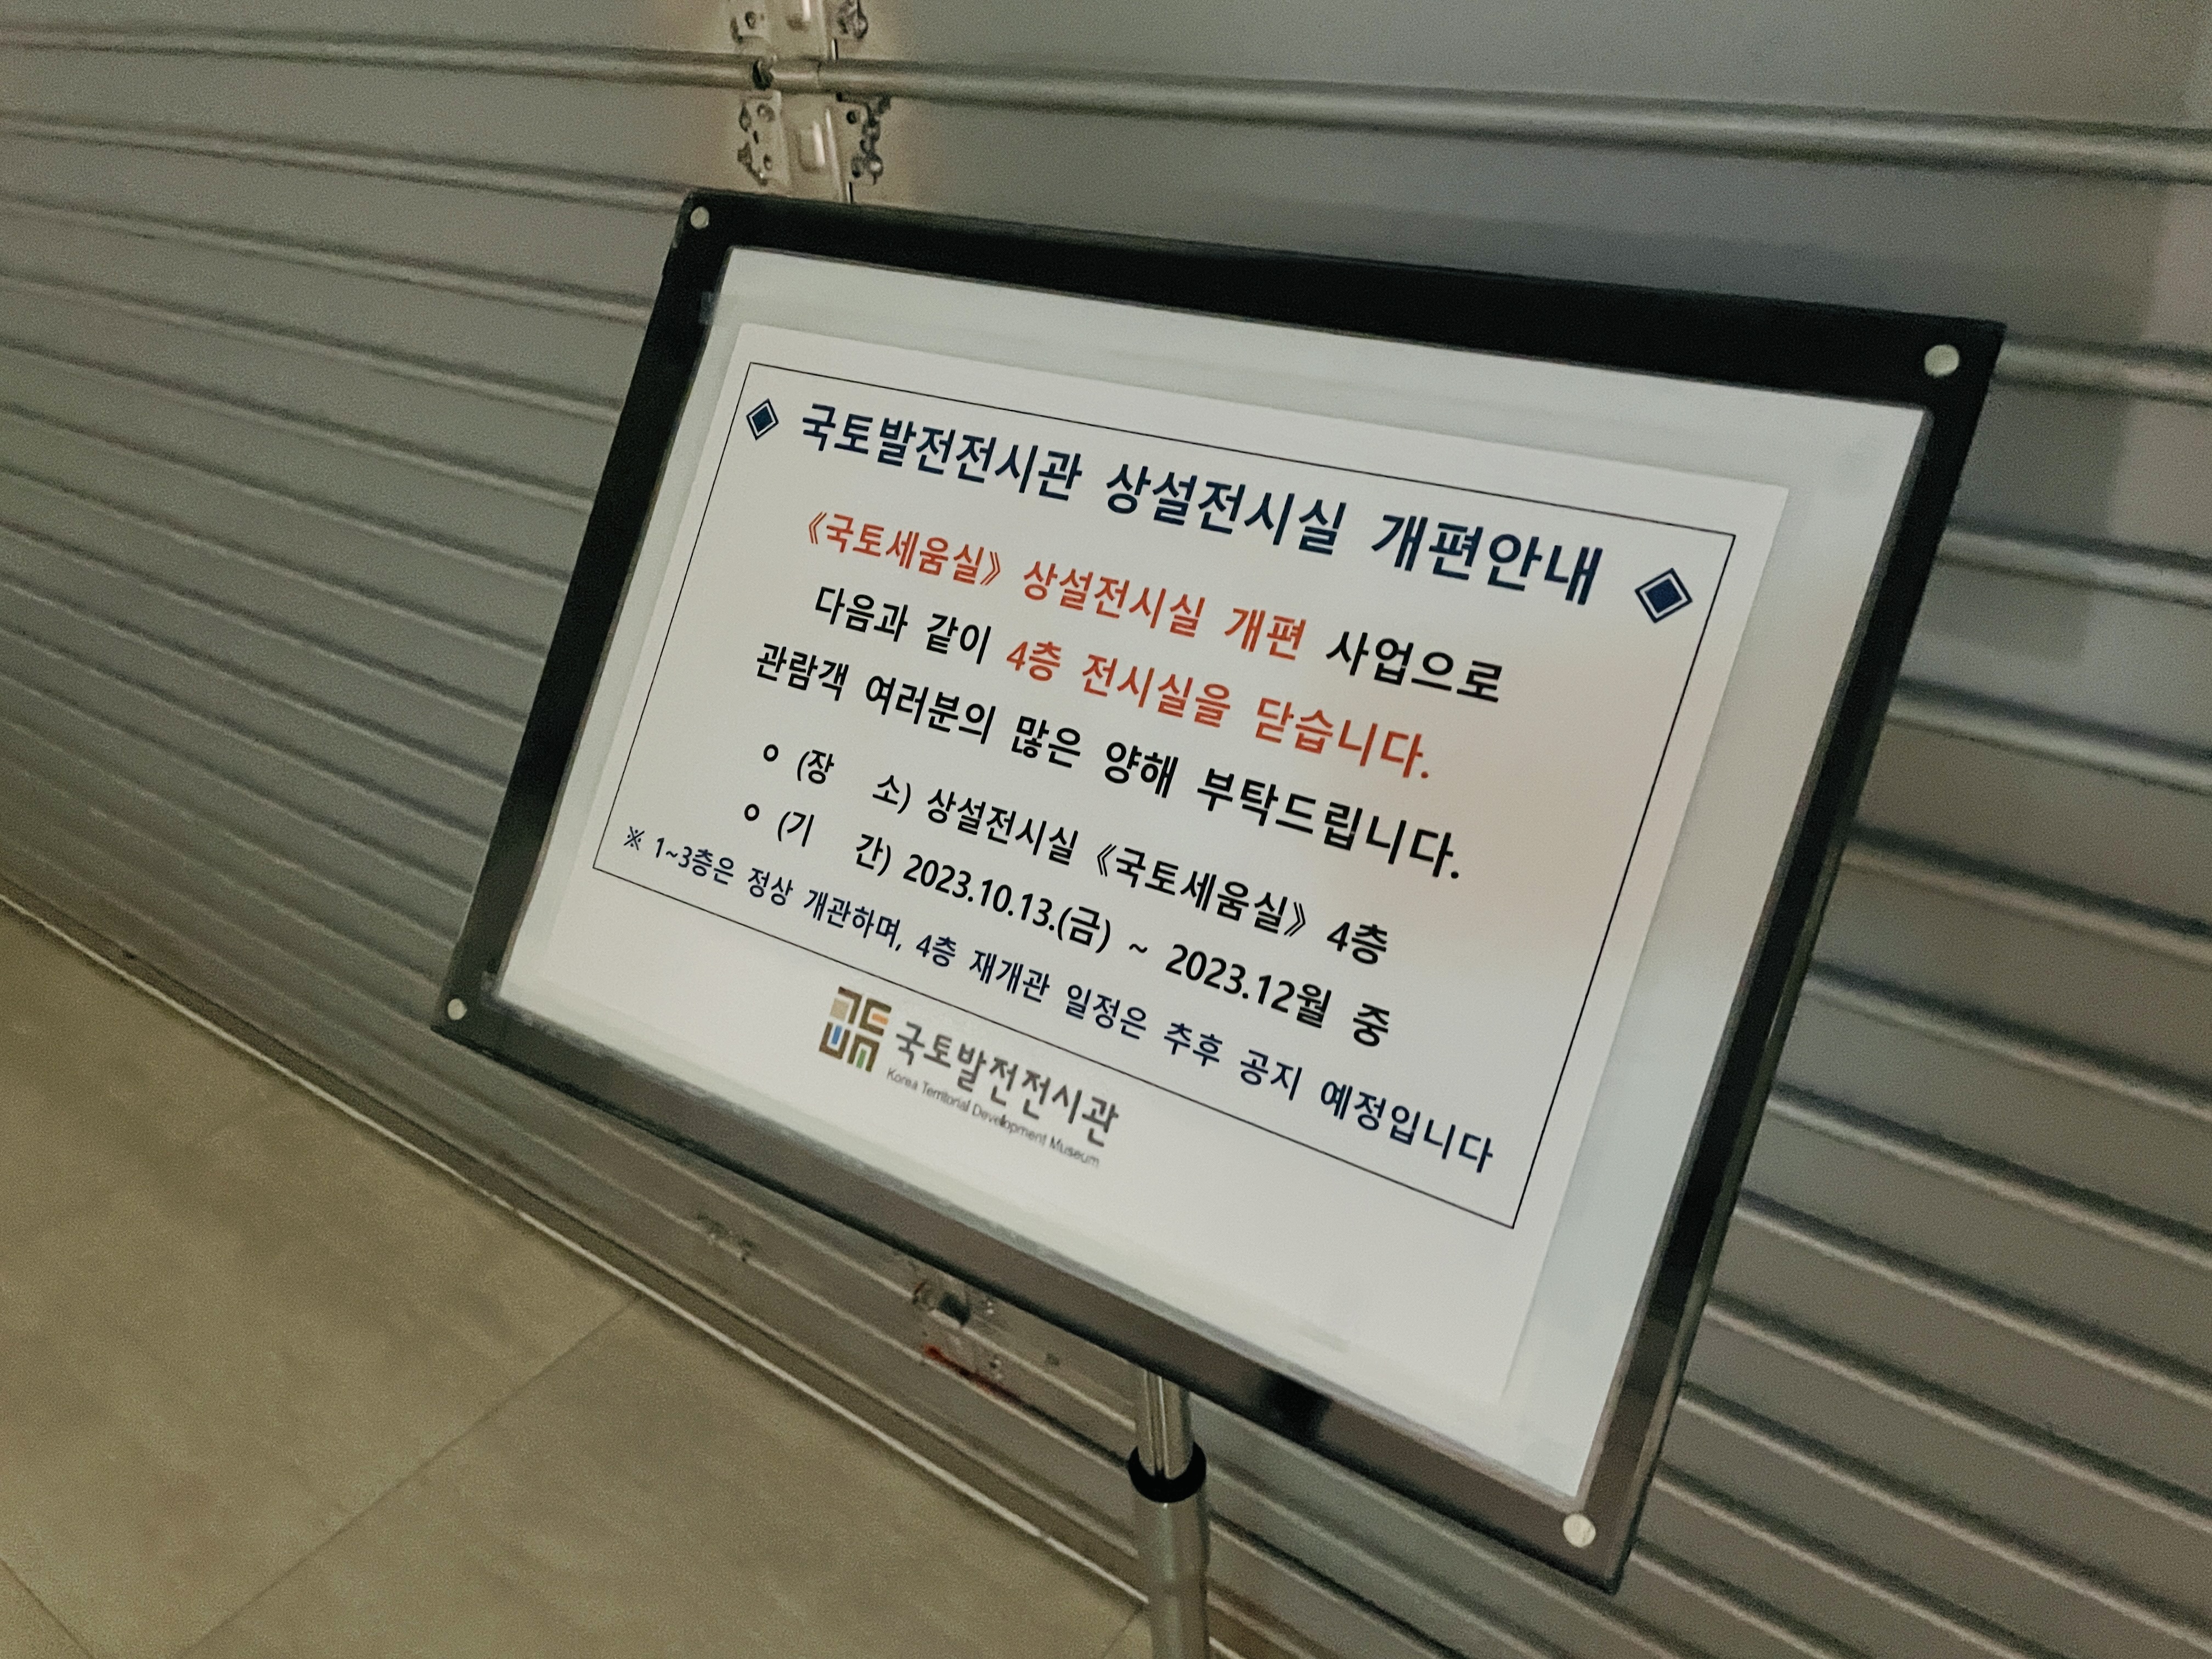 ◈ 국토발전전시관 상설전시실 개편안내 ◈
《국토세움실》 상설전시실 개편 사업으로
다음과 같이 4층 전시실을 닫습니다.
관람객 여러분의 많은 양해 부탁드립니다.
ㅇ (장 소) 상설전시실 《국토세움실》 4층
ㅇ (기 간) 2023.10.13.(금) ~ 2023.12월 중
※ 1~3층은 정상 개관하며, 4층 재개관 일정은 추후 공지 예정입니다
국토발전전시관
Korea Territorial Development Museum